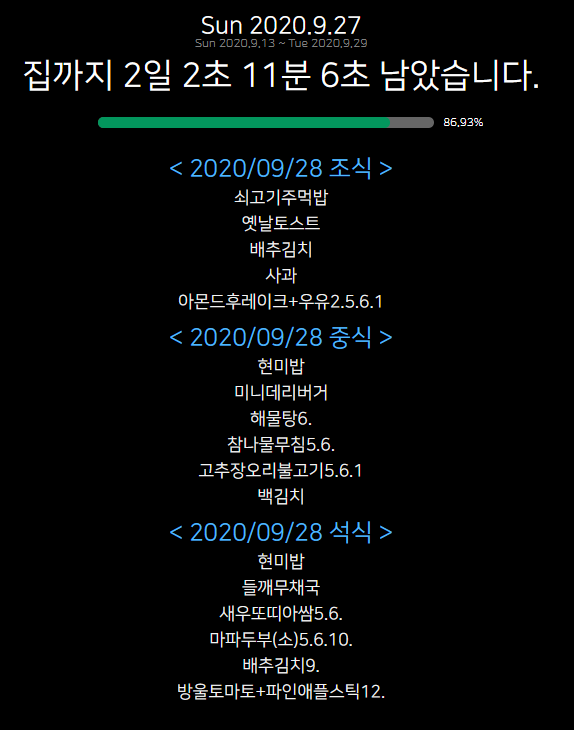 Sun 2020.9.27
Sun 2020.9.13 ~ Tue 2020.9.29
집까지 2일 2초 11분 6초 남았습니다.
86.93%
< 2020/09/28 조식 >
쇠고기주먹밥
옛날토스트
배추김치
사과
아몬드후레이크+우유2.5.6.1
< 2020/09/28 중식 >
현미밥
미니데리버거
해물탕6.
참나물무침5.6.
고추장오리불고기5.6.1
백김치
< 2020/09/28 석식 >
현미밥
들깨무채국
새우또띠아쌈5.6.
마파두부(소)5.6.10.
배추김치9.
방울토마토+파인애플스틱12.